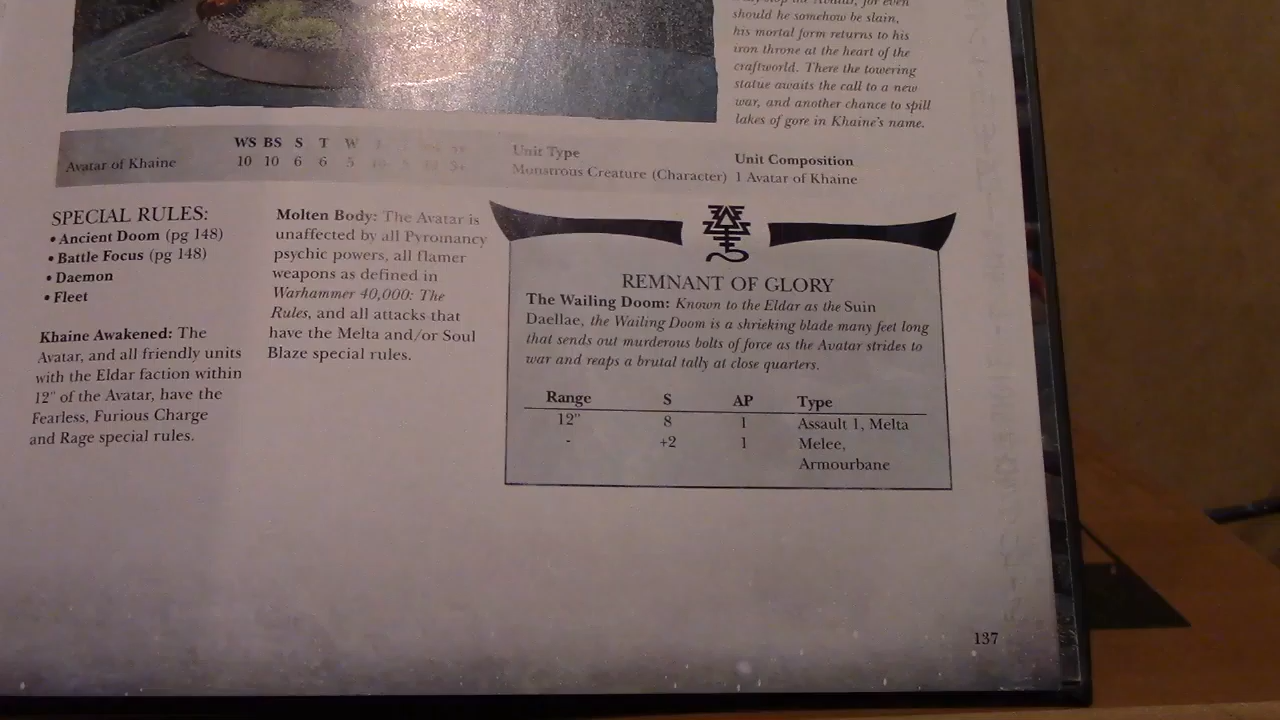 should he somehow be slain,
his mortal form returns to his
iron throne at the heart of the
craftworld. There the towering
statue awaits the call to a new
war, and another chance to spill
lakes of gore in Khaine's name.
WS BS S T W
Avatar of Khaine 10 10 6 6 5
Unit Type
Monstrous Creature (Character)
Unit Composition
1 Avatar of Khaine
SPECIAL RULES:
• Ancient Doom (pg 148)
• Battle Focus (pg 148)
• Daemon
• Fleet
Khaine Awakened: The
Avatar, and all friendly units
with the Eldar faction within
12" of the Avatar, have the
Fearless, Furious Charge
and Rage special rules.
Molten Body: The Avatar is
unaffected by all Pyromancy
psychic powers, all flamer
weapons as defined in
Warhammer 40,000: The
Rules, and all attacks that
have the Melta and/or Soul
Blaze special rules.
REMNANT OF GLORY
The Wailing Doom: Known to the Eldar as the Suin
Daellae, the Wailing Doom is a shrieking blade many feet long
that sends out murderous bolts of force as the Avatar strides to
war and reaps a brutal tally at close quarters.
Range S AP Type
12" 8 1 Assault 1, Melta
- +2 1 Melee,
Armourbane
137